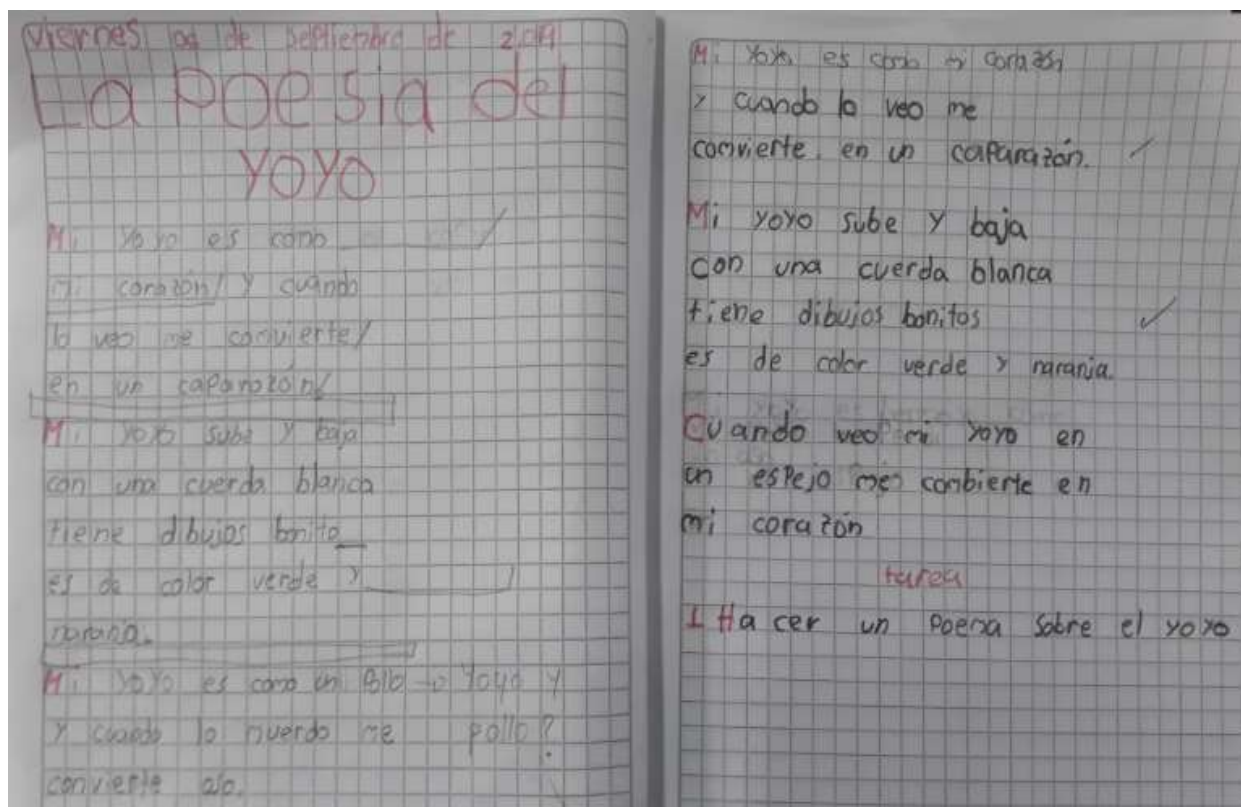 Viernes 06 de septiembre de 2019
La Poesia del
YOYO
Mi yoyo es como
mi corazón/ y cuando
lo veo me convierte/
en un caparazón/
Mi yoyo sube y baja
con una cuerda blanca
tiene dibujos bonito
es de color verde y
naranja.
Mi yoyo es como un yoyo y
y cuando lo muerdo me pollo?
convierte
Mi yoyo es como mi corazón
y cuando lo veo me
convierte en un caparazón.
Mi yoyo sube y baja
con una cuerda blanca
tiene dibujos bonitos
es de color verde y naranja.
Cuando veo mi yoyo en
un espejo me combierte en
mi corazón
tarea
1 Ha cer un Poema sobre el yoyo